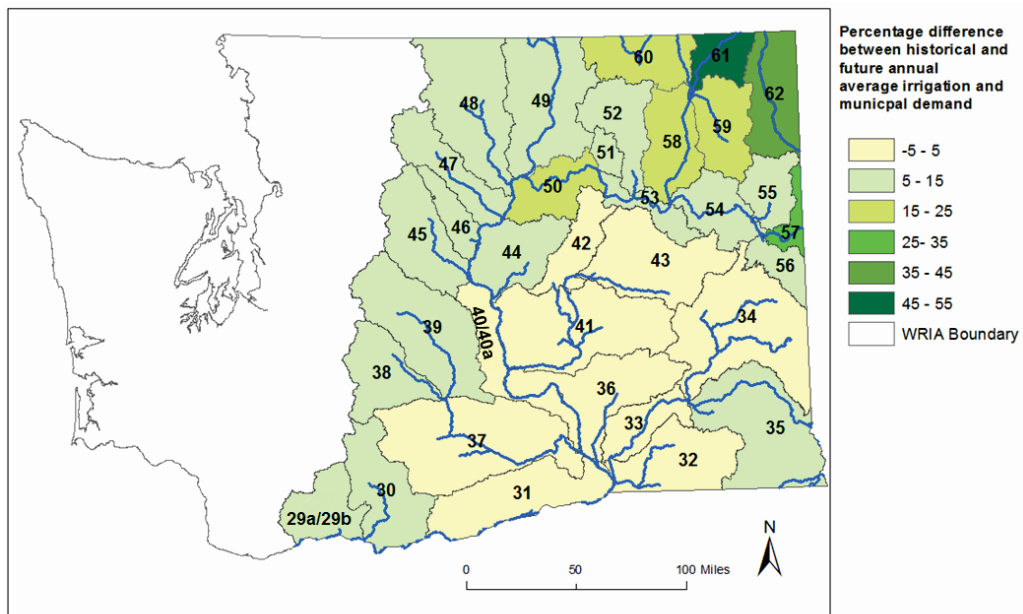 Percentage difference
between historical and
future annual
average irrigation and
municpal demand
-5 - 5
5 - 15
15 - 25
25- 35
35 - 45
45 - 55
WRIA Boundary
60
61
62
48
49
52
58
59
51
47
50
53
54
55
57
45
46
44
42
43
56
39
40/40a
41
34
38
36
37
33
35
32
30
31
29a/29b
N
0
50
100 Miles